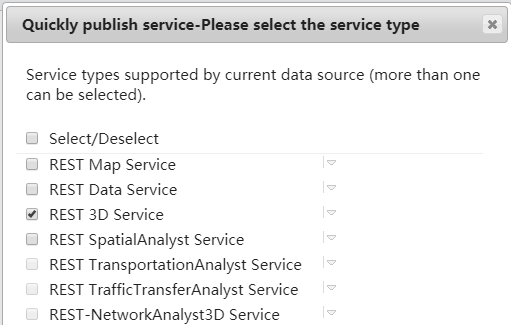 Quickly publish service-Please select the service type
Service types supported by current data source (more than one
can be selected).
Select/Deselect
REST Map Service
REST Data Service
REST 3D Service
REST SpatialAnalyst Service
REST TransportationAnalyst Service
REST TrafficTransferAnalyst Service
REST-NetworkAnalyst3D Service